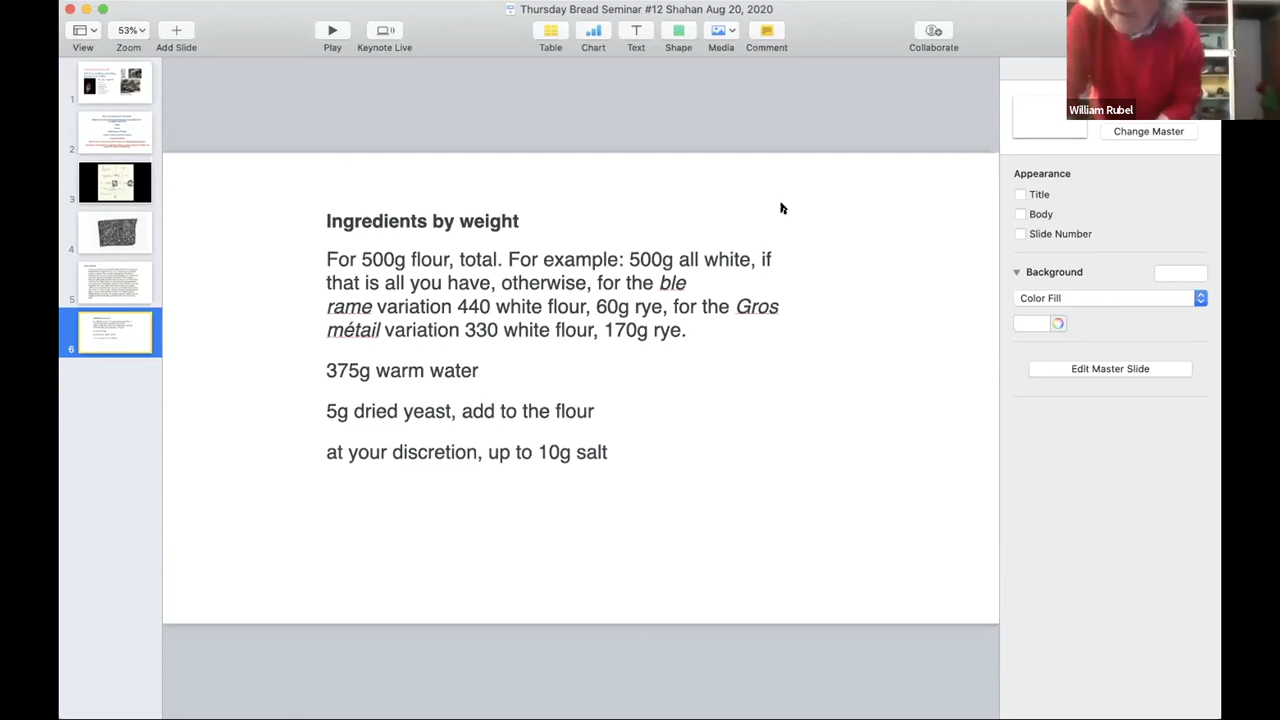 Thursday Bread Seminar #12 Shahan Aug 20, 2020
53%
View
Zoom
Add Slide
Play
Keynote Live
Table
Chart
Text
Shape
Media
Comment
Collaborate
William Rubel
Change Master
Appearance
Title
Body
Slide Number
Background
Color Fill
Edit Master Slide
1
2
3
4
5
6
Ingredients by weight
For 500g flour, total. For example: 500g all white, if
that is all you have, otherwise, for the ble
rame variation 440 white flour, 60g rye, for the Gros
métail variation 330 white flour, 170g rye.
375g warm water
5g dried yeast, add to the flour
at your discretion, up to 10g salt